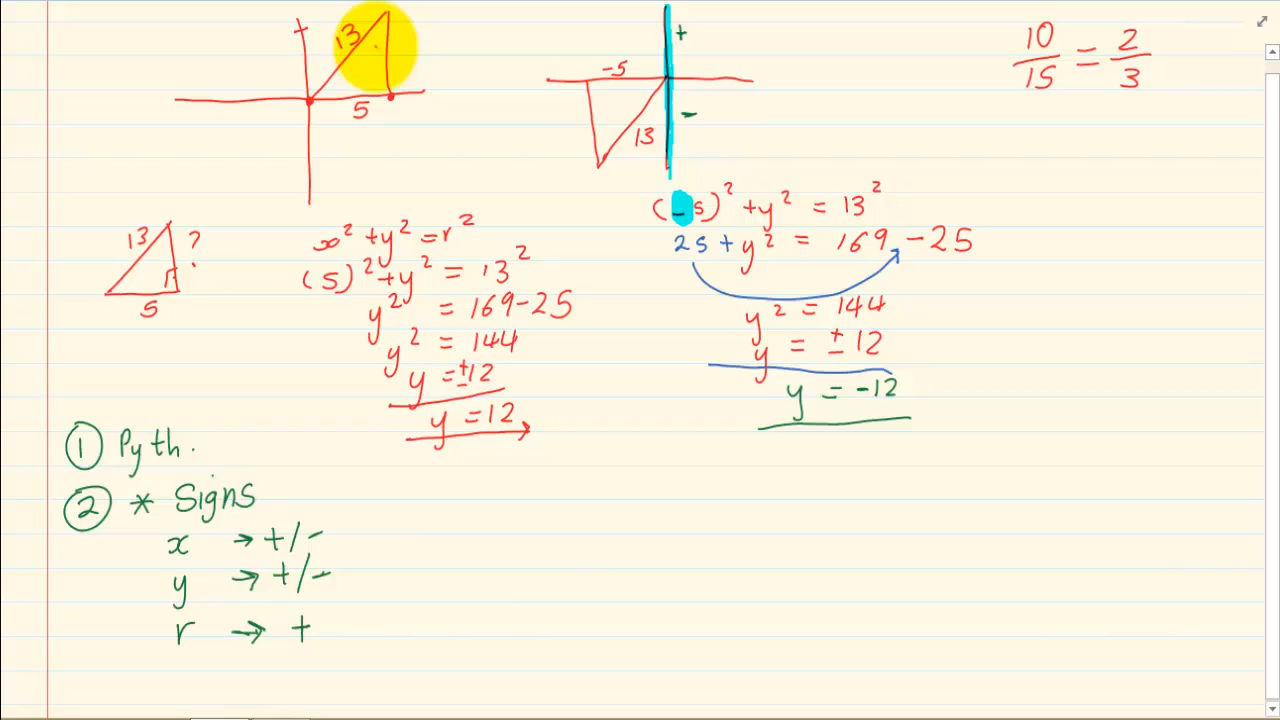 13
5
-5
+
-
13
10/15 = 2/3
13
?
5
x² + y² = r²
(5)² + y² = 13²
y² = 169 - 25
y² = 144
y = ±12
y = 12
(-5)² + y² = 13²
25 + y² = 169 - 25
y² = 144
y = ±12
y = -12
① Pyth.
② * Signs
x → +/-
y → +/-
r → +